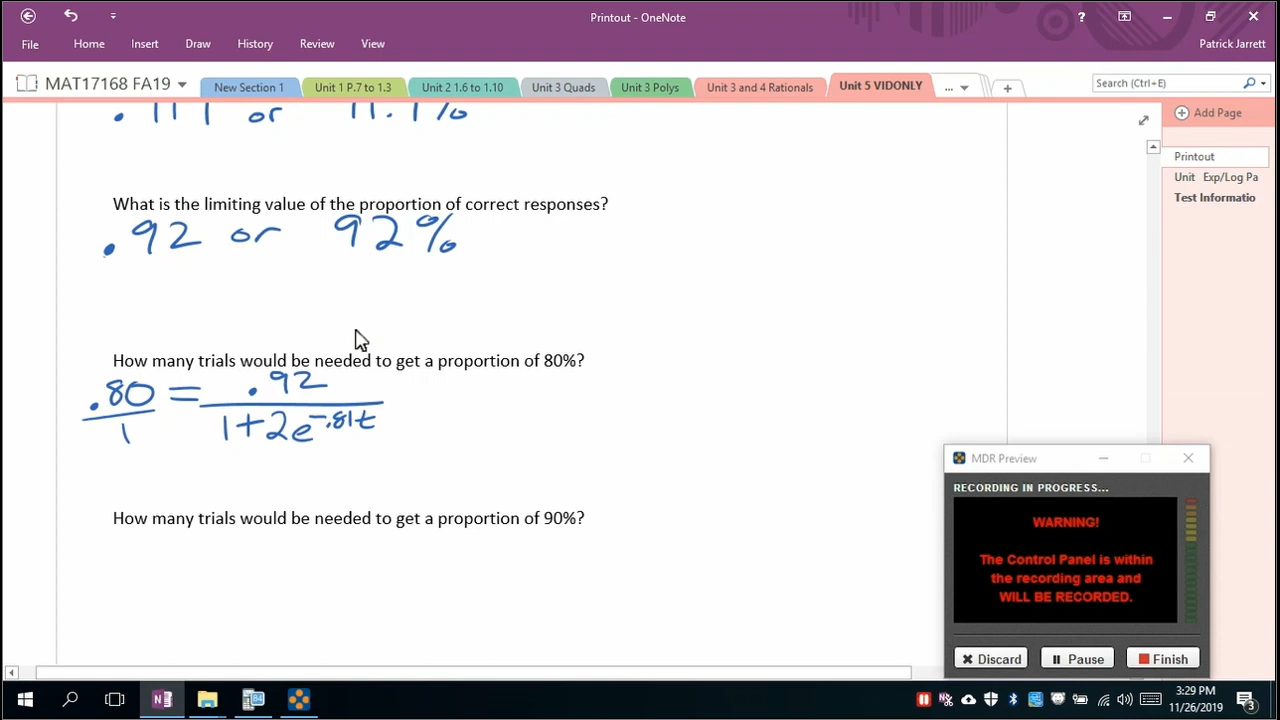 Printout - OneNote
?
File Home Insert Draw History Review View Patrick Jarrett
MAT17168 FA19 New Section 1 Unit 1 P.7 to 1.3 Unit 2 1.6 to 1.10 Unit 3 Quads Unit 3 Polys Unit 3 and 4 Rationals Unit 5 VIDONLY ... Search (Ctrl+E)
Add Page
Printout
Unit Exp/Log Pa
Test Informatio
.111 or 11.1%
What is the limiting value of the proportion of correct responses?
.92 or 92%
How many trials would be needed to get a proportion of 80%?
.80 = .92
1 1+2e^-.81t
How many trials would be needed to get a proportion of 90%?
MDR Preview
RECORDING IN PROGRESS...
WARNING!
The Control Panel is within
the recording area and
WILL BE RECORDED.
Discard Pause Finish
3:29 PM
11/26/2019
3